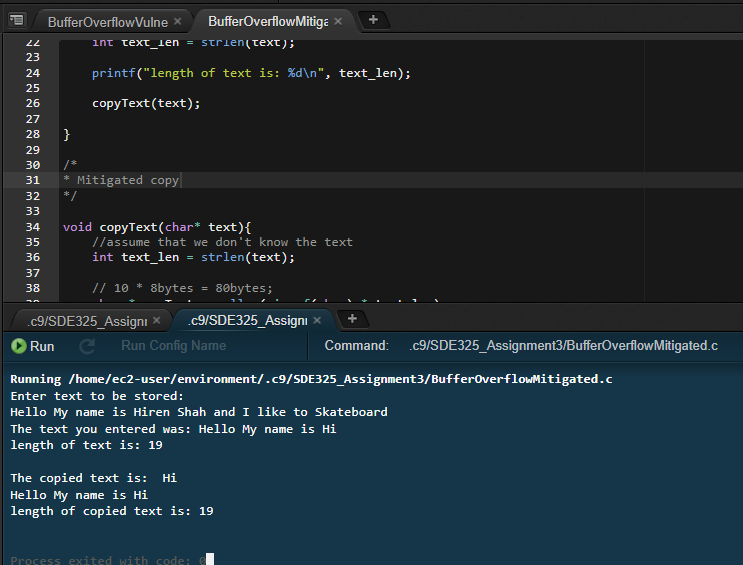 BufferOverflowVulne × BufferOverflowMitiga × +
22 int text_len = strlen(text);
23
24 printf("length of text is: %d\n", text_len);
25
26 copyText(text);
27
28 }
29
30 /*
31 * Mitigated copy
32 */
33
34 void copyText(char* text){
35 //assume that we don't know the text
36 int text_len = strlen(text);
37
38 // 10 * 8bytes = 80bytes;
.c9/SDE325_Assignr × .c9/SDE325_Assignr × +
Run Run Config Name Command: .c9/SDE325_Assignment3/BufferOverflowMitigated.c
Running /home/ec2-user/environment/.c9/SDE325_Assignment3/BufferOverflowMitigated.c
Enter text to be stored:
Hello My name is Hiren Shah and I like to Skateboard
The text you entered was: Hello My name is Hi
length of text is: 19
The copied text is:  Hi
Hello My name is Hi
length of copied text is: 19
Process exited with code: 0